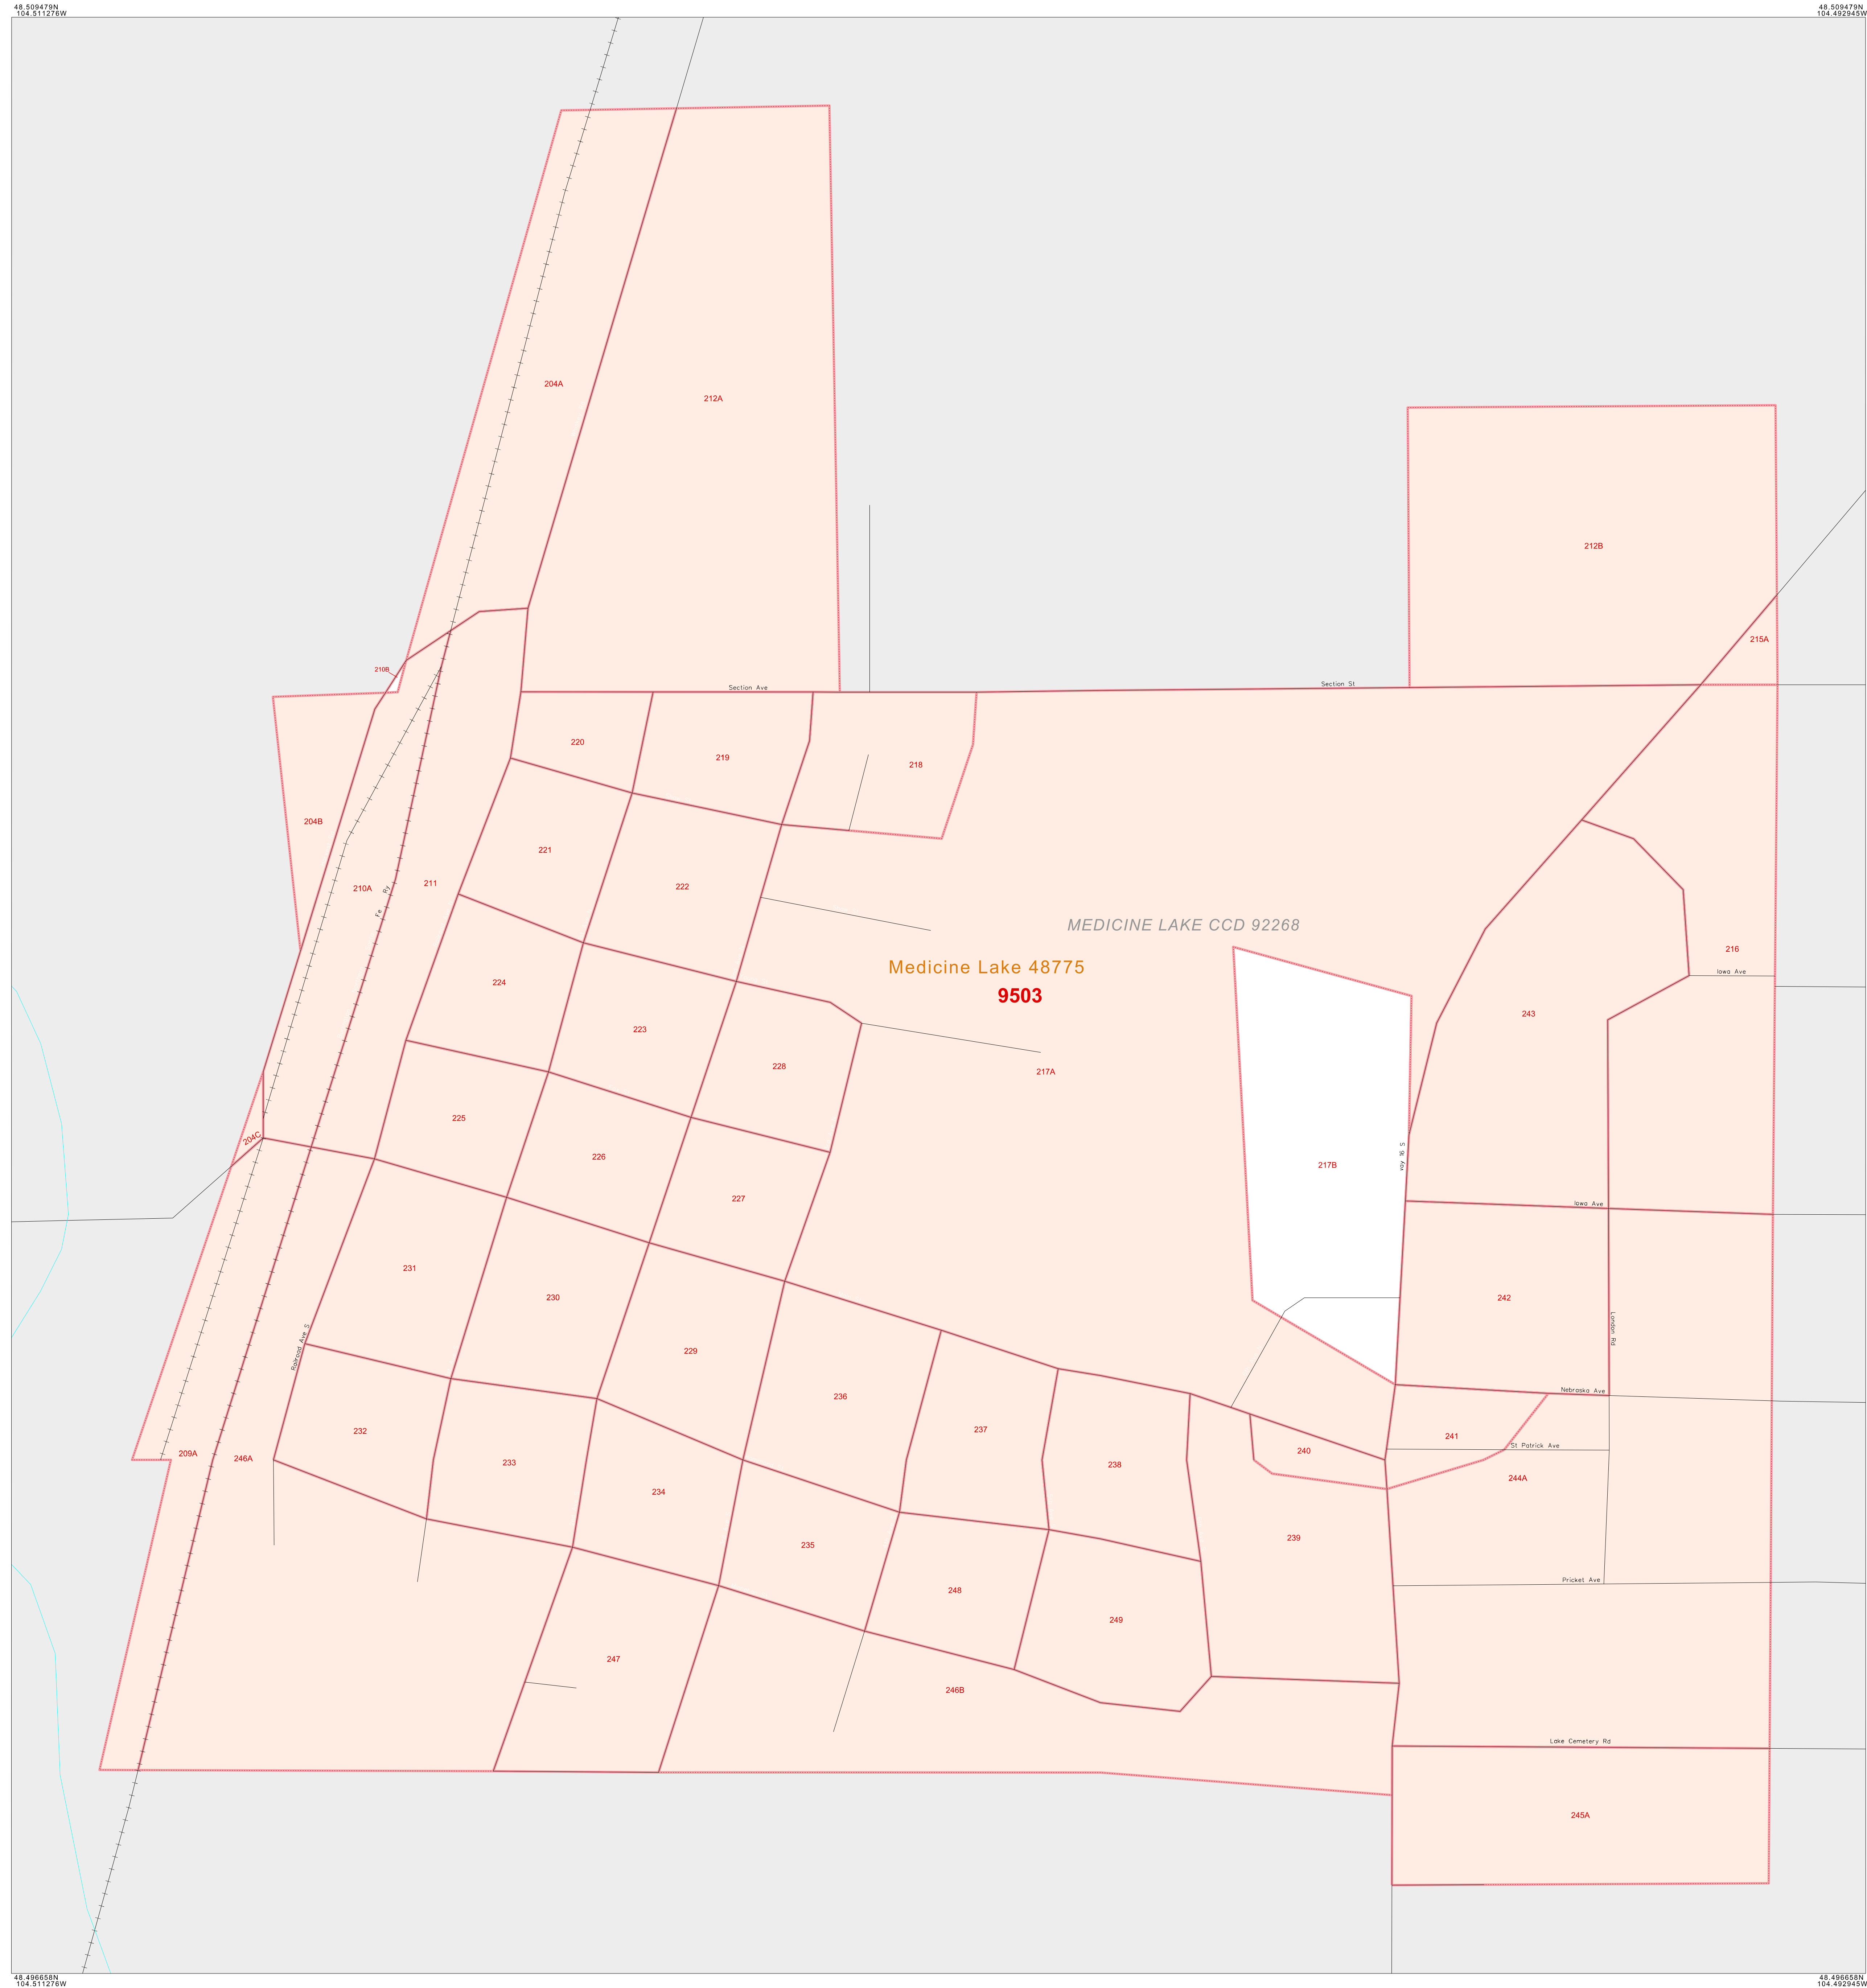 48.509479N
104.511276W
48.509479N
104.492945W
204A
212A
212B
215A
210B
Section Ave
Section St
220
219
218
204B
221
210A
211
222
MEDICINE LAKE CCD 92268
Medicine Lake 48775
9503
216
Iowa Ave
Fe Ry
224
223
243
228
217A
225
204C
226
217B
way 16 S
227
Iowa Ave
231
230
242
London Rd
Railroad Ave S
229
236
Nebraska Ave
232
237
241
240
St Patrick Ave
209A
246A
233
238
244A
234
239
235
Pricket Ave
248
249
247
246B
Lake Cemetery Rd
245A
48.496658N
104.511276W
48.496658N
104.492945W